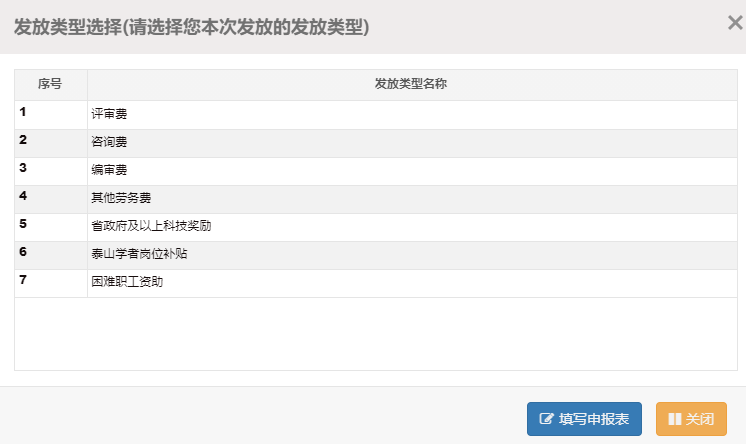 发放类型选择(请选择您本次发放的发放类型)
序号 发放类型名称
1 评审费
2 咨询费
3 编审费
4 其他劳务费
5 省政府及以上科技奖励
6 泰山学者岗位补贴
7 困难职工资助
填写申报表 关闭